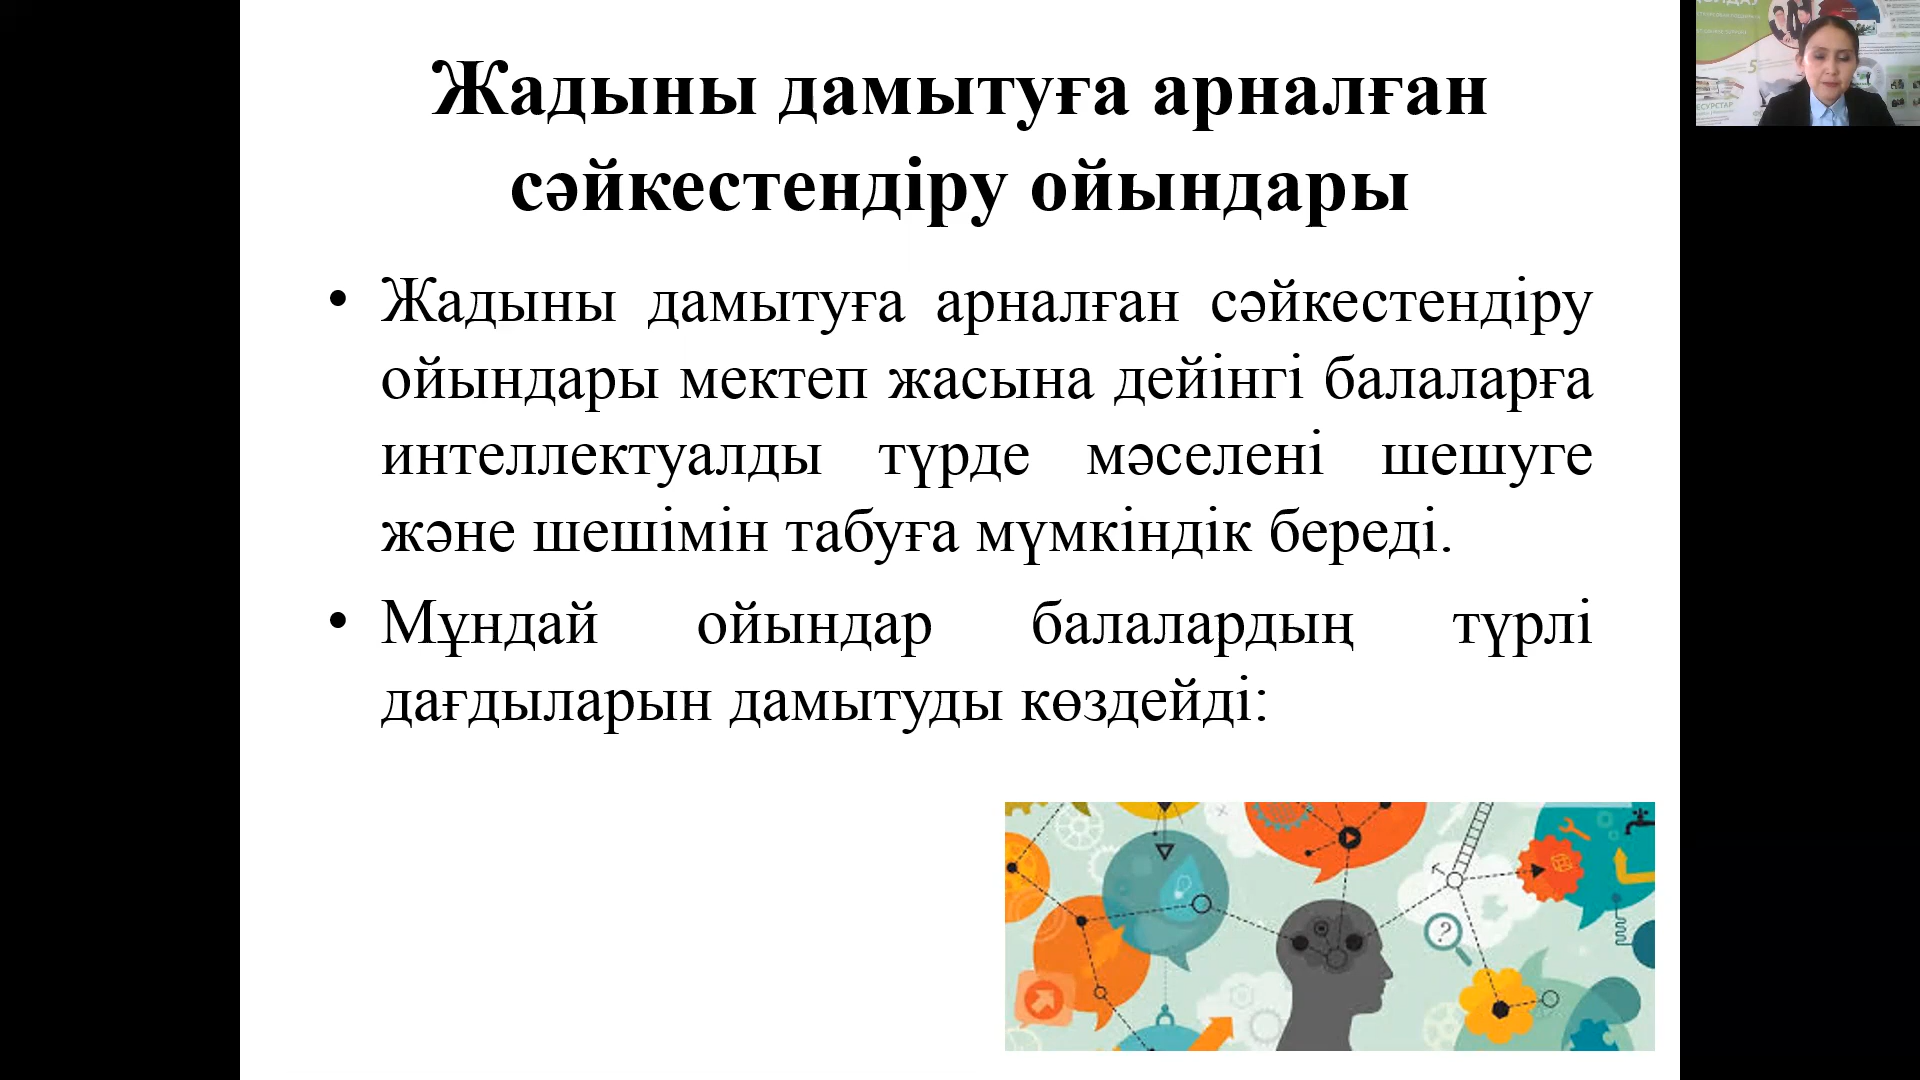 Жадыны дамытуға арналған
сәйкестендіру ойындары
• Жадыны дамытуға арналған сәйкестендіру
ойындары мектеп жасына дейінгі балаларға
интеллектуалды түрде мәселені шешуге
және шешімін табуға мүмкіндік береді.
• Мұндай ойындар балалардың түрлі
дағдыларын дамытуды көздейді:
?
5